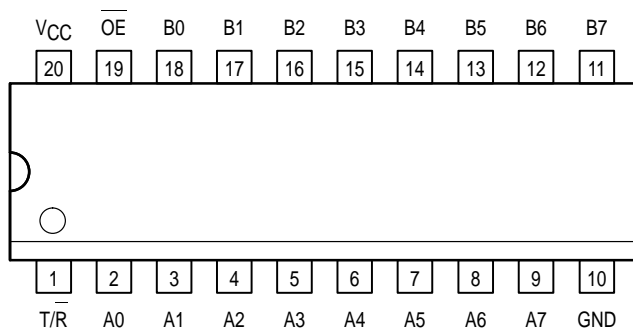 VCC OE B0 B1 B2 B3 B4 B5 B6 B7
20 19 18 17 16 15 14 13 12 11
1 2 3 4 5 6 7 8 9 10
T/R A0 A1 A2 A3 A4 A5 A6 A7 GND